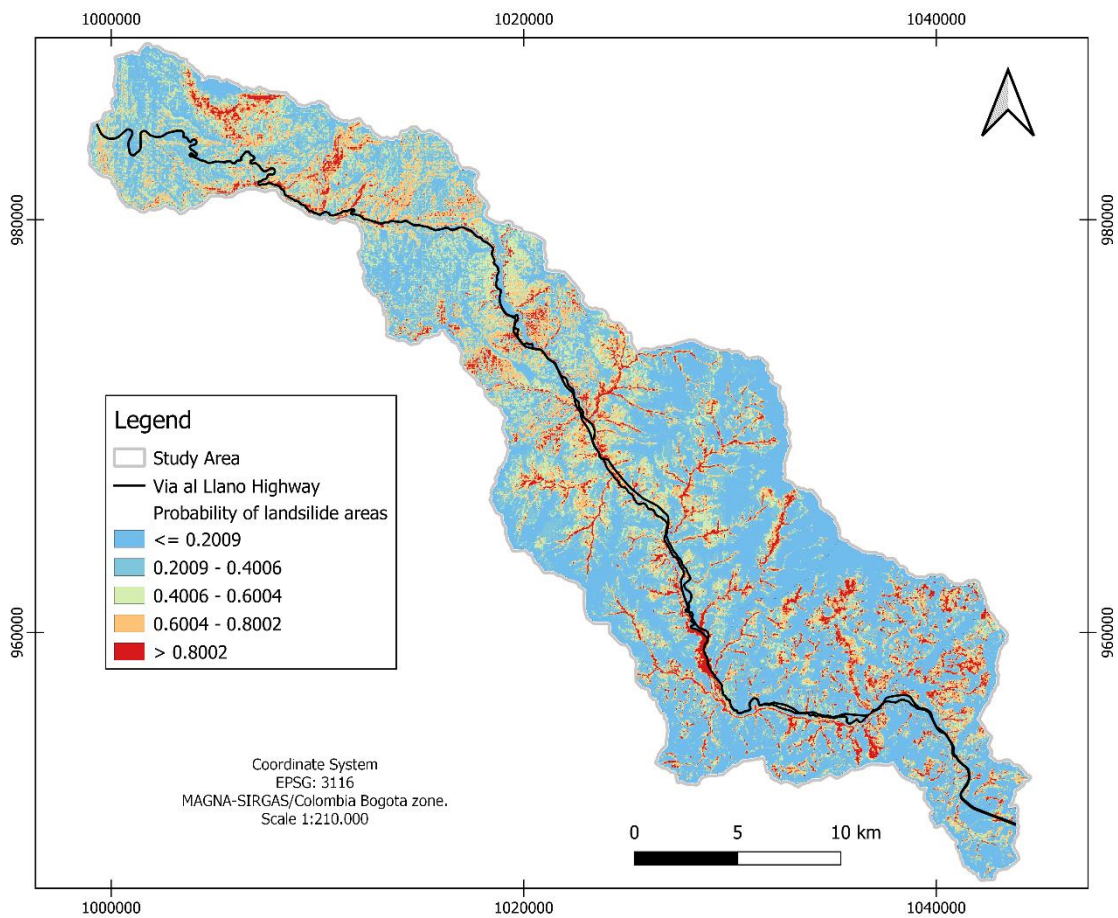 1000000 1020000 1040000
980000 980000
Legend
Study Area
Via al Llano Highway
Probability of landsilide areas
<= 0.2009
0.2009 - 0.4006
0.4006 - 0.6004
0.6004 - 0.8002
> 0.8002
960000 960000
Coordinate System
EPSG: 3116
MAGNA-SIRGAS/Colombia Bogota zone.
Scale 1:210.000
0 5 10 km
1000000 1020000 1040000